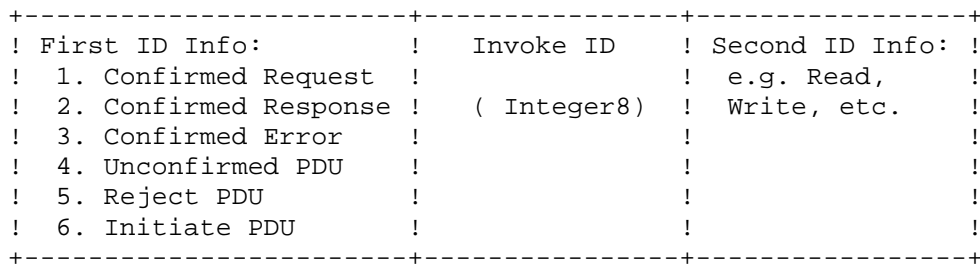 +------------------------+----------------+------------------+
! First ID Info:         !   Invoke ID    ! Second ID Info: !
!  1. Confirmed Request  !                !  e.g. Read,      !
!  2. Confirmed Response !   ( Integer8)  !  Write, etc.     !
!  3. Confirmed Error    !                !                  !
!  4. Unconfirmed PDU    !                !                  !
!  5. Reject PDU         !                !                  !
!  6. Initiate PDU       !                !                  !
+------------------------+----------------+------------------+